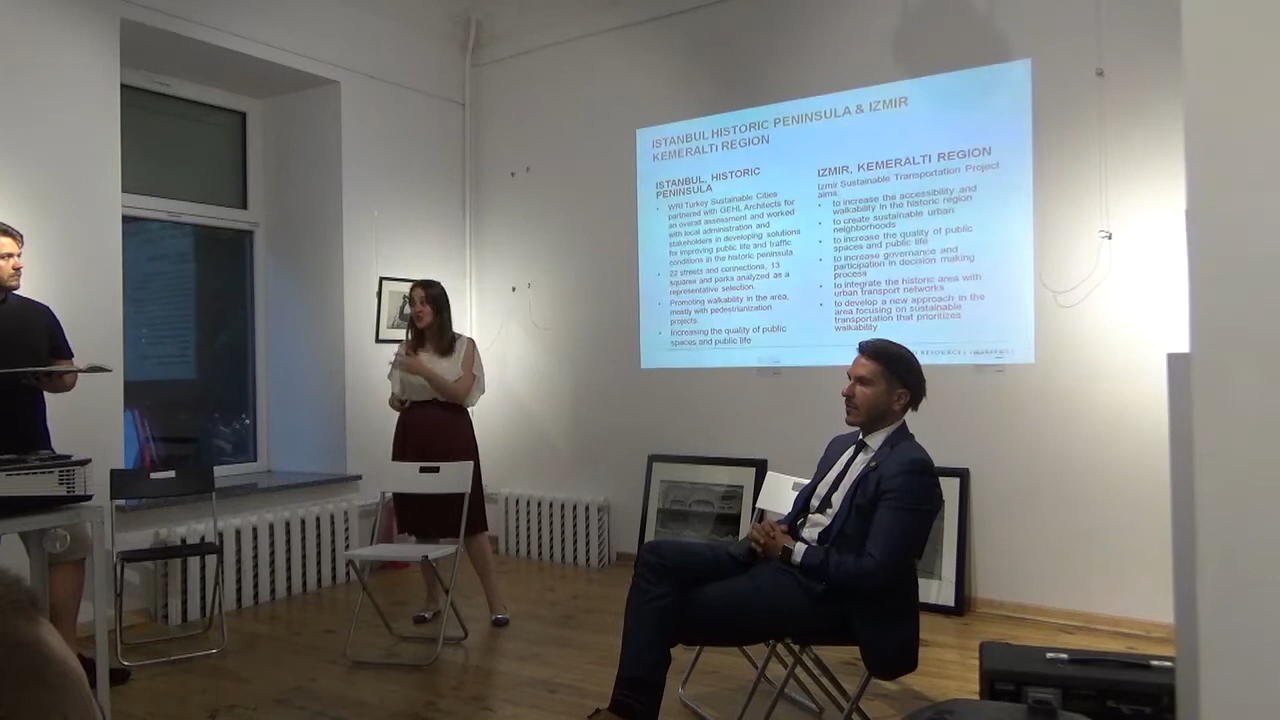 ISTANBUL HISTORIC PENINSULA & IZMIR
KEMERALTI REGION
ISTANBUL, HISTORIC
PENINSULA
• WRI Turkey Sustainable Cities
partnered with GEHL Architects for
an overall assessment and worked
with local administration and
stakeholders in developing solutions
for improving public life and traffic
conditions in the historic peninsula.
• 22 streets and connections, 13
squares and parks analyzed as a
representative selection.
• Promoting walkability in the area,
mostly with pedestrianization
projects.
• Increasing the quality of public
spaces and public life
IZMIR, KEMERALTI REGION
Izmir Sustainable Transportation Project
aims:
• to increase the accessibility and
walkability in the historic region
• to create sustainable urban
neighborhoods
• to increase the quality of public
spaces and public life
• to increase governance and
participation in decision making
process
• to integrate the historic area with
urban transport networks
• to develop a new approach in the
area focusing on sustainable
transportation that prioritizes
walkability